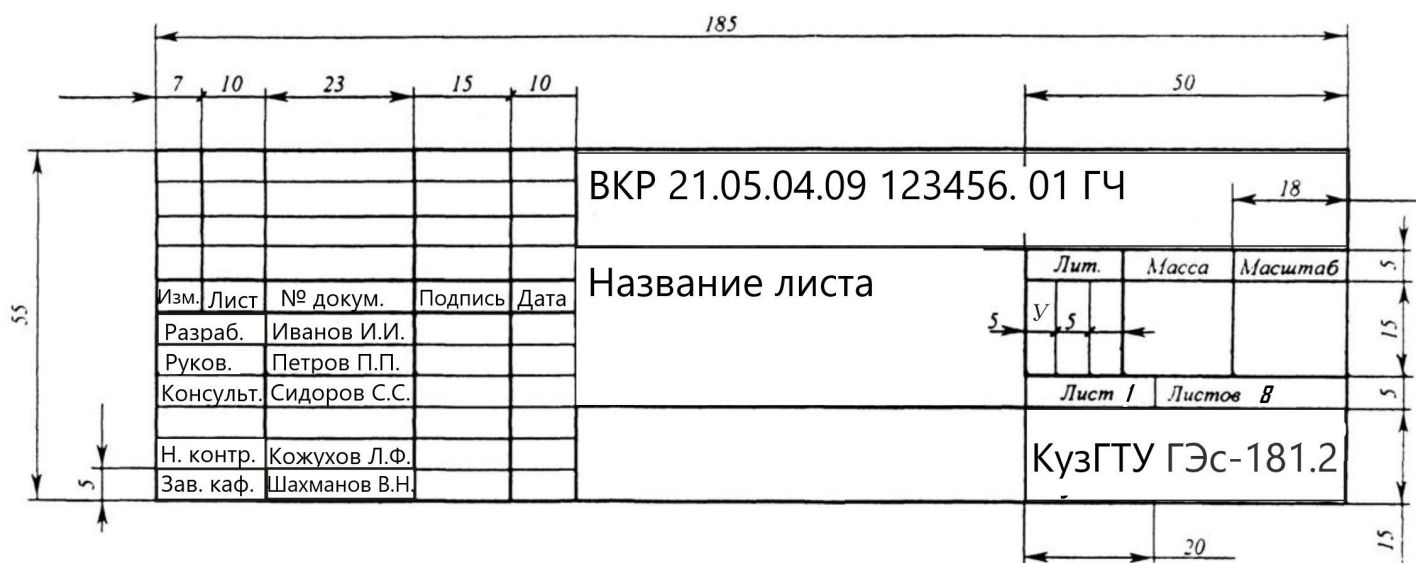 185
7 10 23 15 10 50
ВКР 21.05.04.09 123456. 01 ГЧ
18
Название листа
Лит. Масса Масштаб 5
Изм. Лист № докум. Подпись Дата
55
У
5 5 15
Разраб. Иванов И.И.
Руков. Петров П.П.
Консульт. Сидоров С.С.
Лист 1 Листов 8 5
Н. контр. Кожухов Л.Ф.
КузГТУ ГЭс-181.2
5 Зав. каф. Шахманов В.Н.
15
20